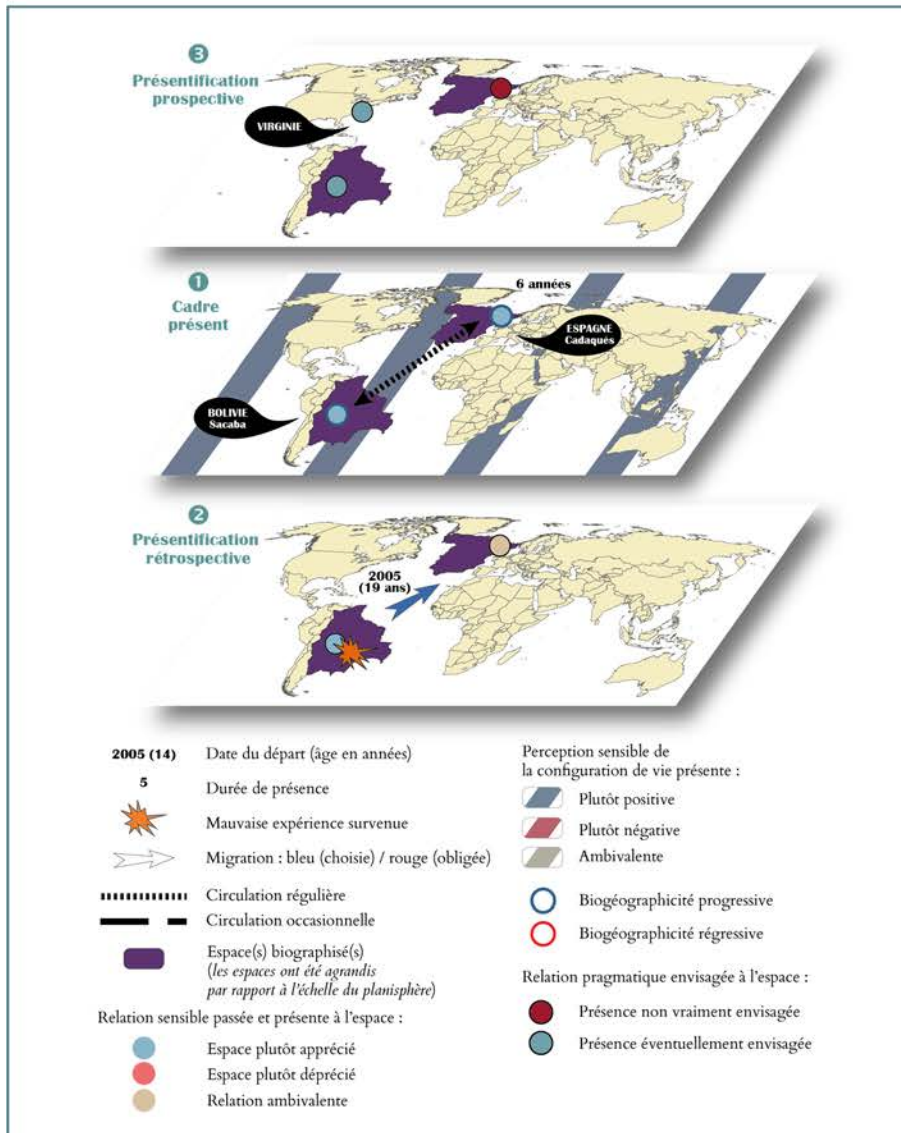 ❸
Présentification
prospective
VIRGINIE
❶
Cadre
présent
6 années
ESPAGNE
Cadaqués
BOLIVIE
Sacaba
❷
Présentification
rétrospective
2005
(19 ans)
2005 (14) Date du départ (âge en années)
5 Durée de présence
Mauvaise expérience survenue
Migration : bleu (choisie) / rouge (obligée)
Circulation régulière
Circulation occasionnelle
Espace(s) biographisé(s)
(les espaces ont été agrandis
par rapport à l'échelle du planisphère)
Relation sensible passée et présente à l'espace :
Espace plutôt apprécié
Espace plutôt déprécié
Relation ambivalente
Perception sensible de
la configuration de vie présente :
Plutôt positive
Plutôt négative
Ambivalente
Biogéographicité progressive
Biogéographicité régressive
Relation pragmatique envisagée à l'espace :
Présence non vraiment envisagée
Présence éventuellement envisagée